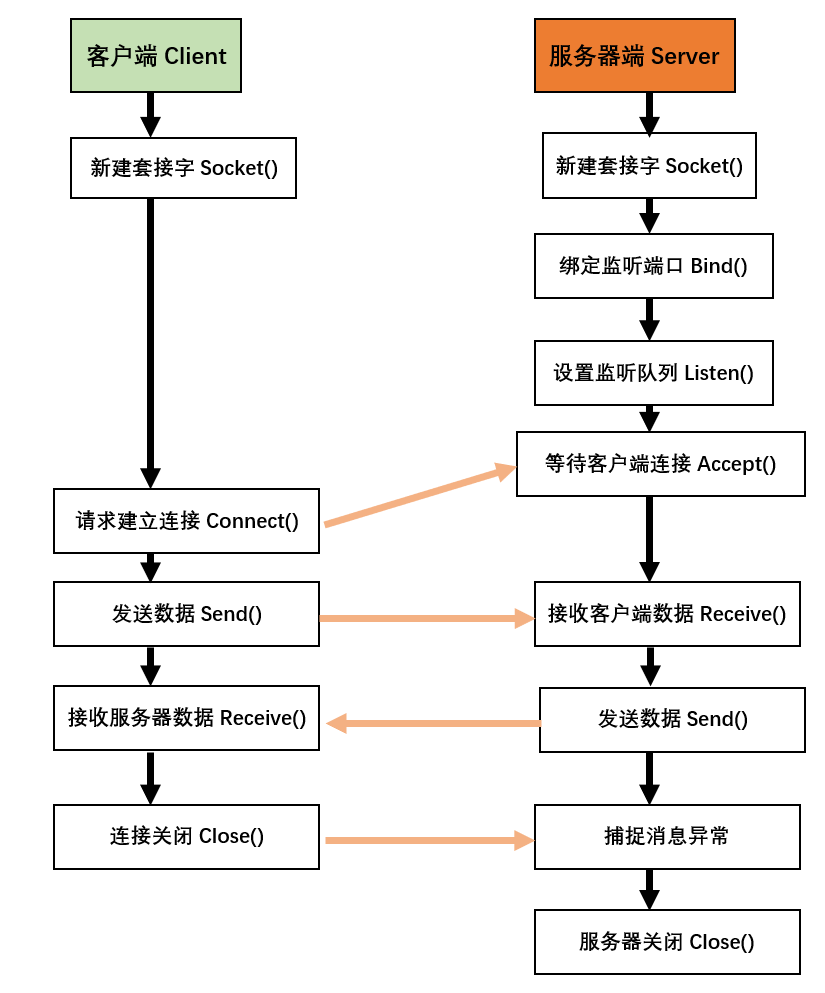 客户端 Client
服务器端 Server
新建套接字 Socket()
新建套接字 Socket()
绑定监听端口 Bind()
设置监听队列 Listen()
等待客户端连接 Accept()
请求建立连接 Connect()
发送数据 Send()
接收客户端数据 Receive()
接收服务器数据 Receive()
发送数据 Send()
连接关闭 Close()
捕捉消息异常
服务器关闭 Close()